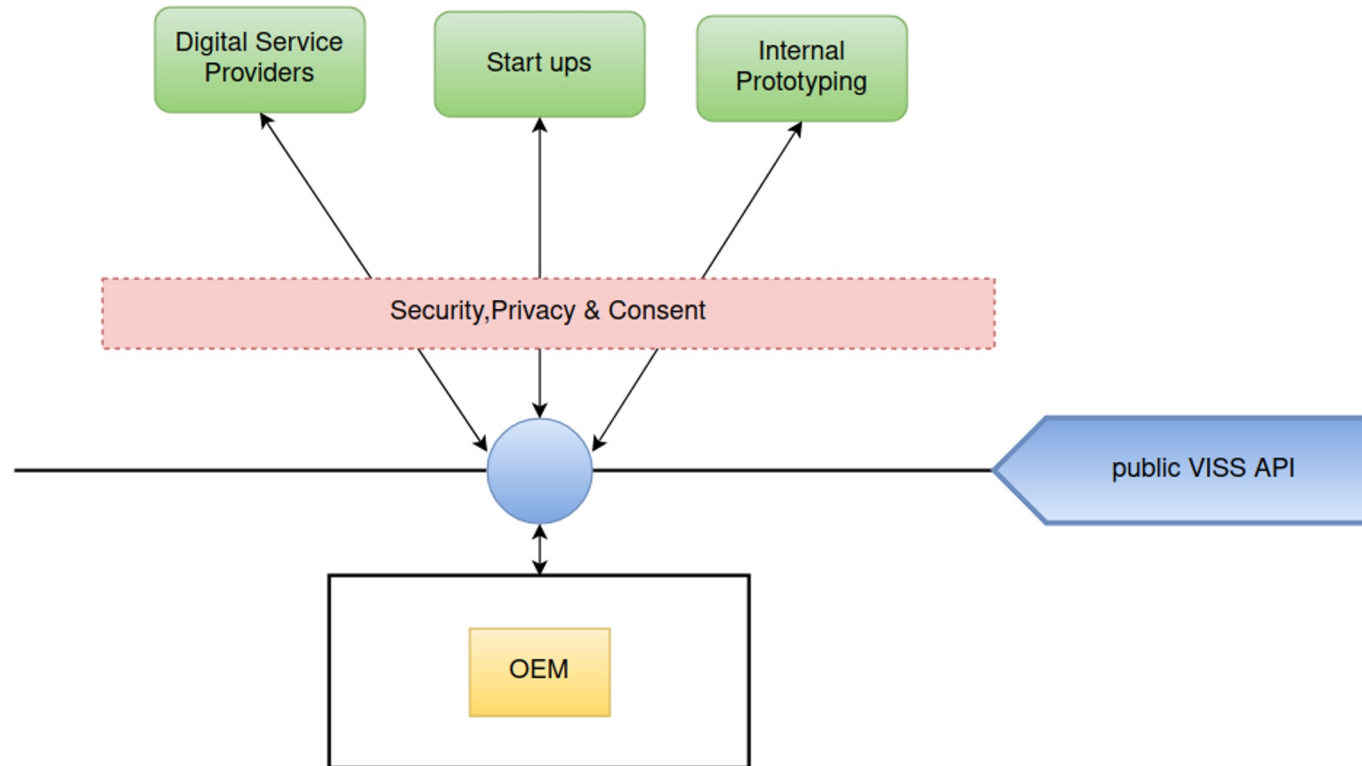 Digital Service
Providers
Start ups
Internal
Prototyping
Security,Privacy & Consent
public VISS API
OEM